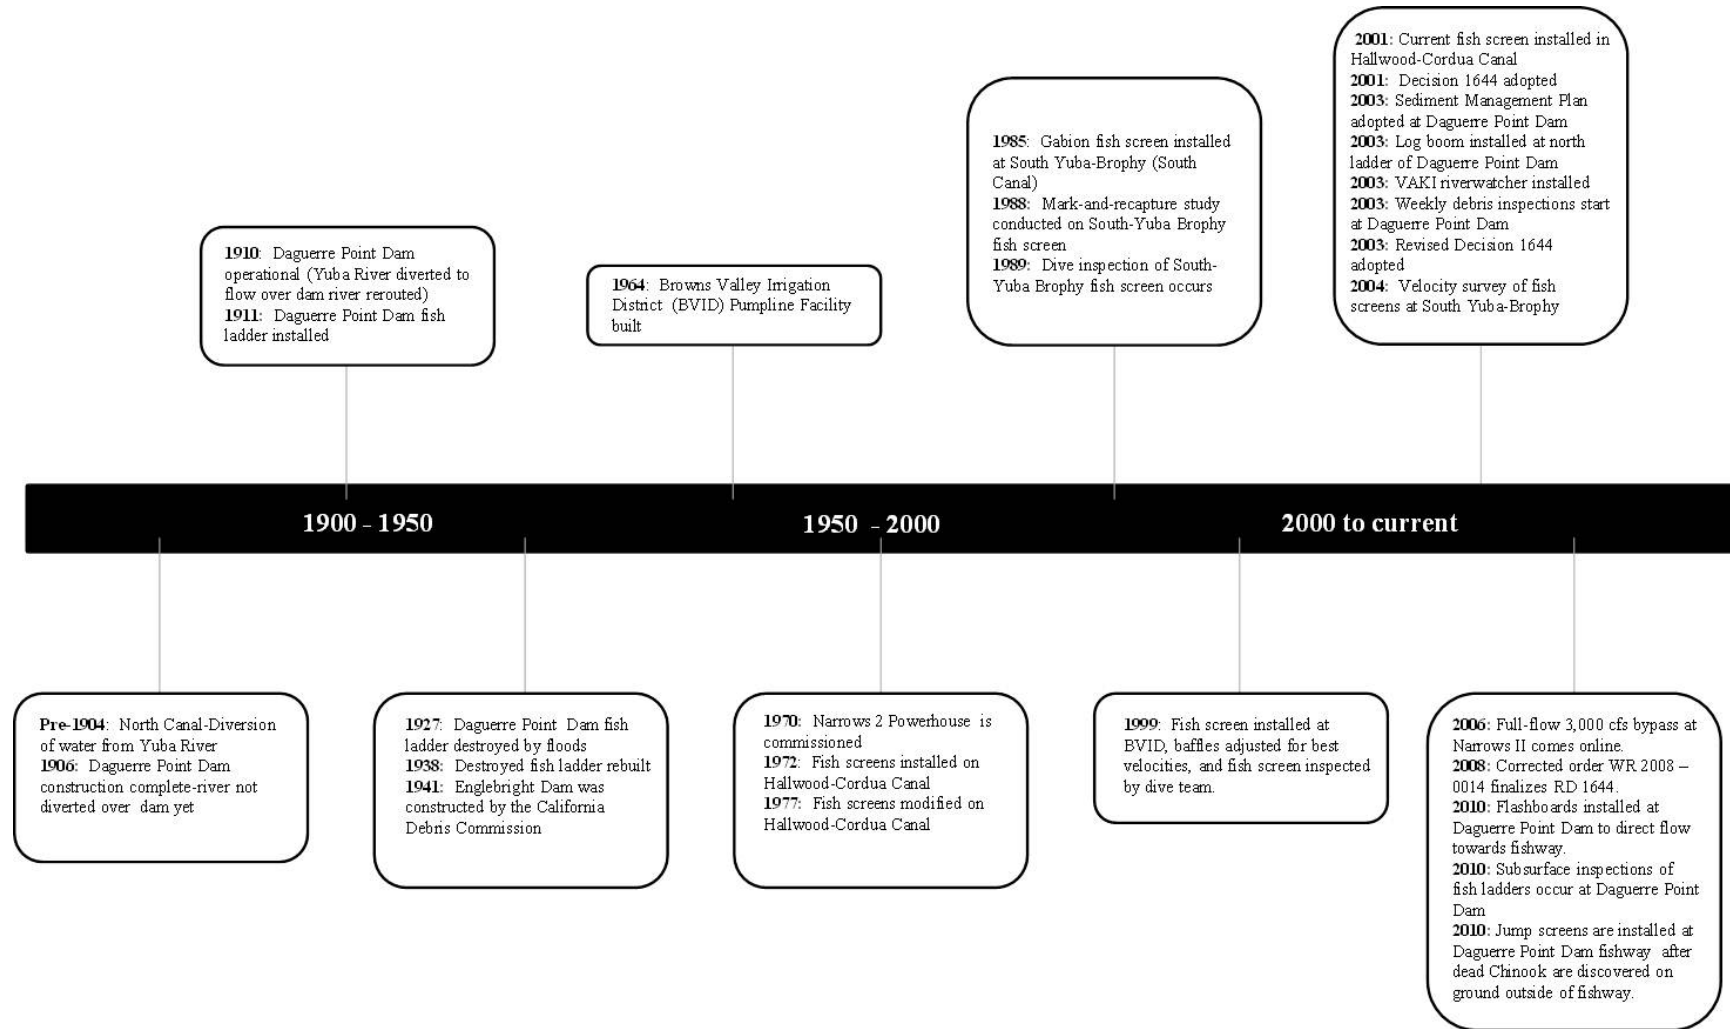 2001: Current fish screen installed in
Hallwood-Cordua Canal
2001: Decision 1644 adopted
2003: Sediment Management Plan
adopted at Daguerre Point Dam
2003: Log boom installed at north
ladder of Daguerre Point Dam
2003: VAKI riverwatcher installed
2003: Weekly debris inspections start
at Daguerre Point Dam
2003: Revised Decision 1644
adopted
2004: Velocity survey of fish
screens at South Yuba-Brophy
1985: Gabion fish screen installed
at South Yuba-Brophy (South
Canal)
1988: Mark-and-recapture study
conducted on South-Yuba Brophy
fish screen
1989: Dive inspection of South-
Yuba Brophy fish screen occurs
1910: Daguerre Point Dam
operational (Yuba River diverted to
flow over dam river rerouted)
1911: Daguerre Point Dam fish
ladder installed
1964: Browns Valley Irrigation
District (BVID) Pumpline Facility
built
1900 - 1950
1950 - 2000
2000 to current
Pre-1904: North Canal-Diversion
of water from Yuba River
1906: Daguerre Point Dam
construction complete-river not
diverted over dam yet
1927: Daguerre Point Dam fish
ladder destroyed by floods
1938: Destroyed fish ladder rebuilt
1941: Englebright Dam was
constructed by the California
Debris Commission
1970: Narrows 2 Powerhouse is
commissioned
1972: Fish screens installed on
Hallwood-Cordua Canal
1977: Fish screens modified on
Hallwood-Cordua Canal
1999: Fish screen installed at
BVID, baffles adjusted for best
velocities, and fish screen inspected
by dive team.
2006: Full-flow 3,000 cfs bypass at
Narrows II comes online.
2008: Corrected order WR 2008 –
0014 finalizes RD 1644.
2010: Flashboards installed at
Daguerre Point Dam to direct flow
towards fishway.
2010: Subsurface inspections of
fish ladders occur at Daguerre Point
Dam
2010: Jump screens are installed at
Daguerre Point Dam fishway after
dead Chinook are discovered on
ground outside of fishway.